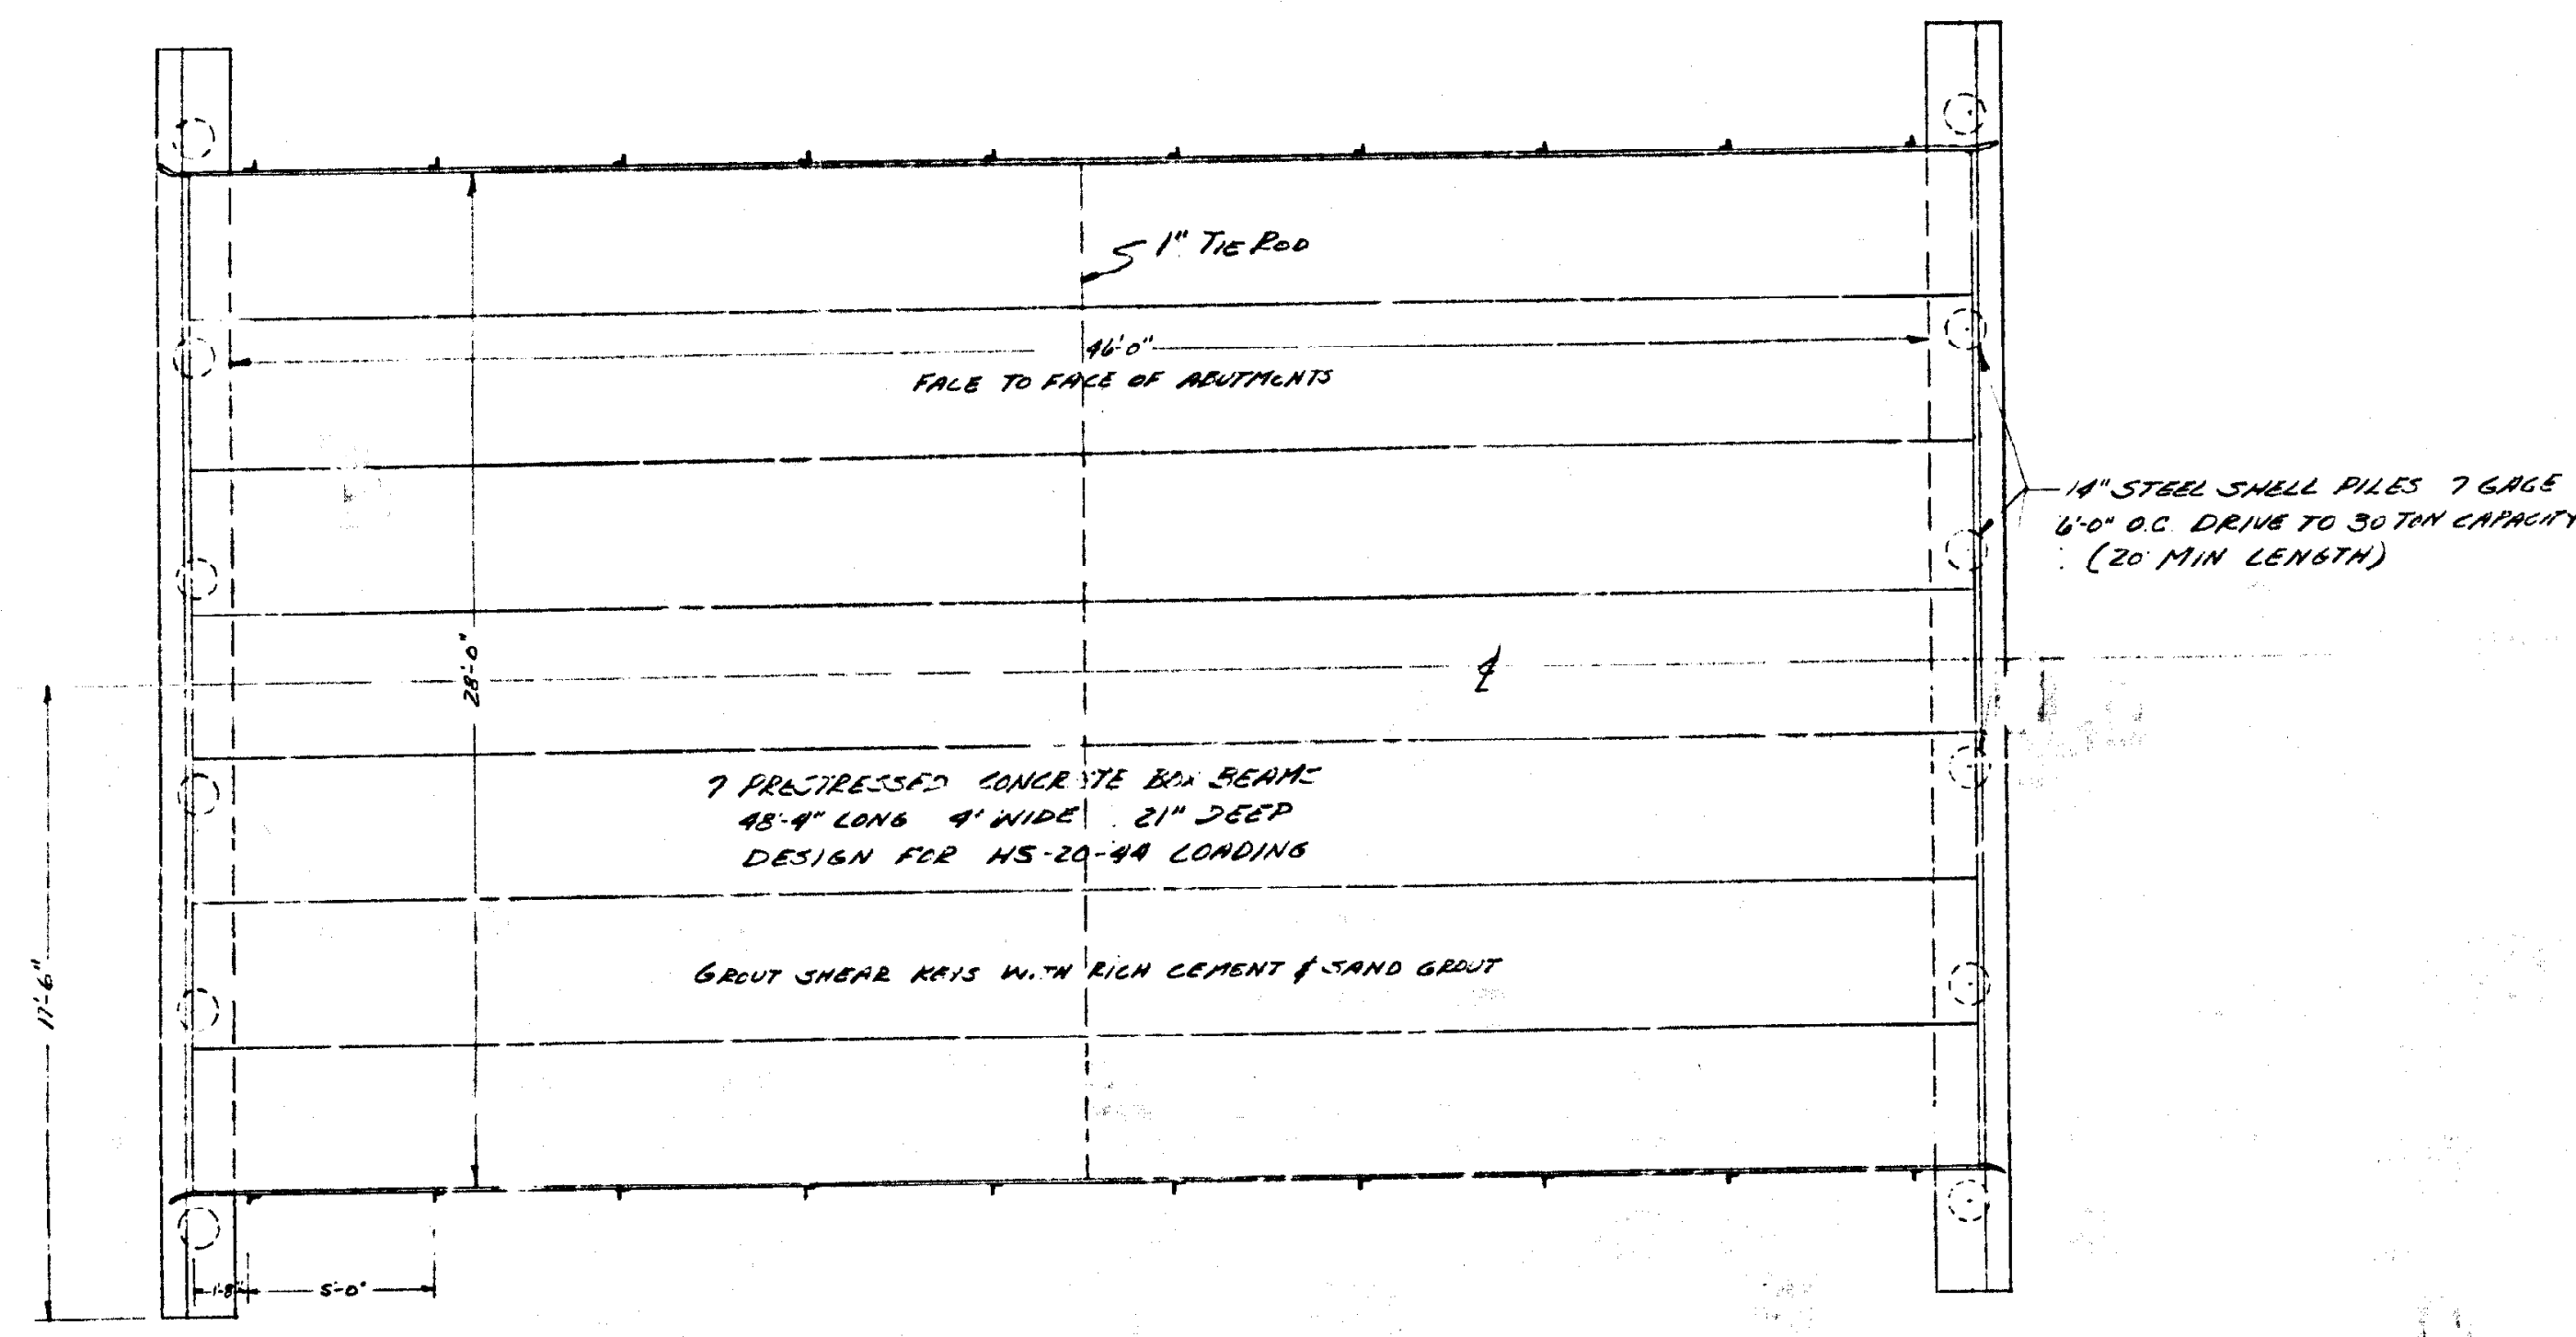 1" TIE ROD
46'-0"
FACE TO FACE OF ABUTMENTS
14" STEEL SHELL PILES 7 GAGE
6'-0" O.C. DRIVE TO 30 TON CAPACITY
(20' MIN LENGTH)
28'-0"
℄
7 PRESTRESSED CONCRETE BOX BEAMS
48'-4" LONG 4' WIDE 21" DEEP
DESIGN FOR HS-20-44 LOADING
GROUT SHEAR KEYS WITH RICH CEMENT & SAND GROUT
17'-6"
1'-8"
5'-0"